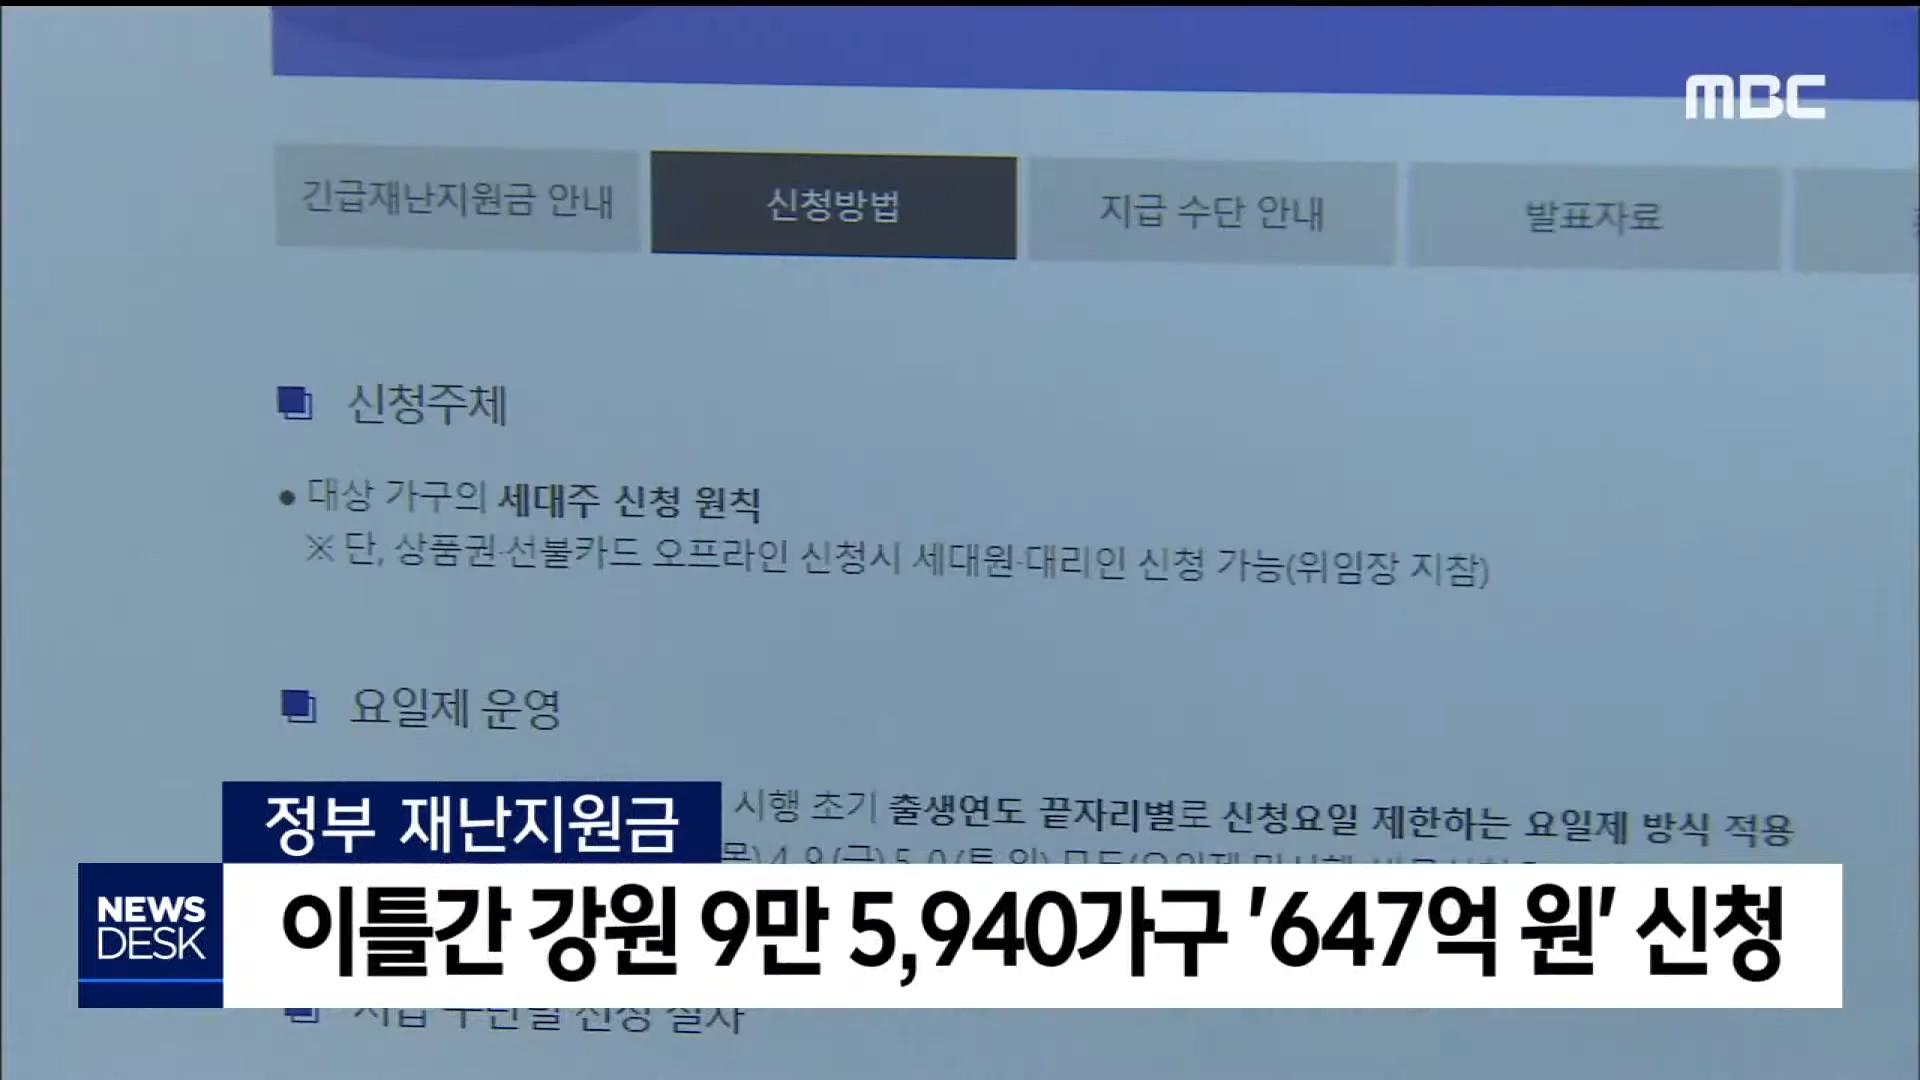 MBC
긴급재난지원금 안내
신청방법
지급 수단 안내
발표자료
신청주체
● 대상 가구의 세대주 신청 원칙
※ 단, 상품권·선불카드 오프라인 신청시 세대원·대리인 신청 가능(위임장 지참)
요일제 운영
시행 초기 출생연도 끝자리별로 신청요일 제한하는 요일제 방식 적용
정부 재난지원금
NEWS
DESK
이틀간 강원 9만 5,940가구 '647억 원' 신청